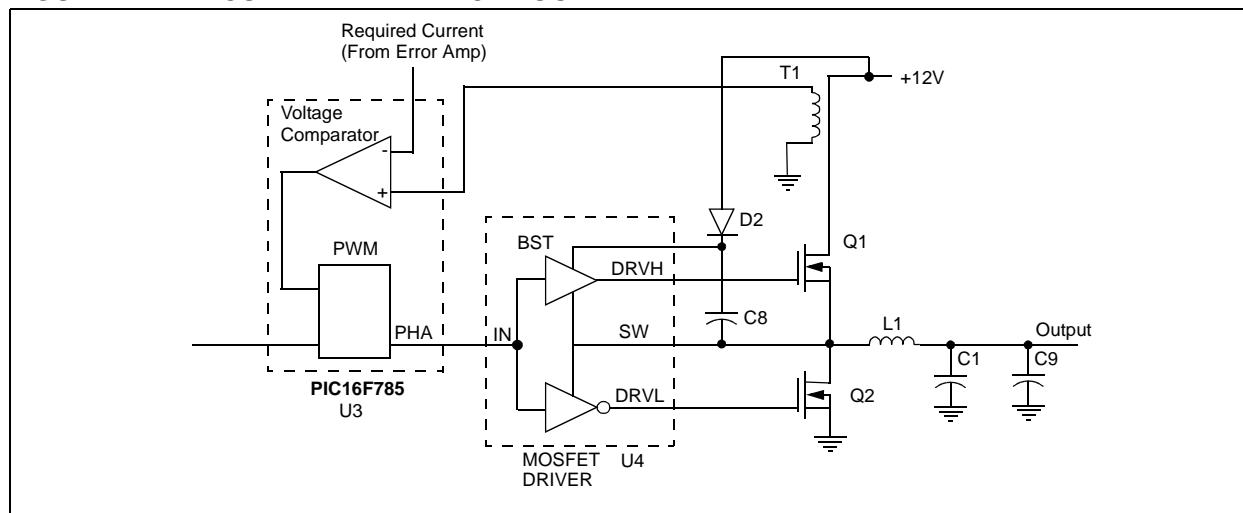 Required Current
(From Error Amp)
T1
+12V
Voltage
Comparator
-
+
D2
BST
Q1
PWM
DRVH
C8
L1
Output
PHA
IN
SW
C1
C9
PIC16F785
U3
DRVL
Q2
MOSFET
DRIVER
U4